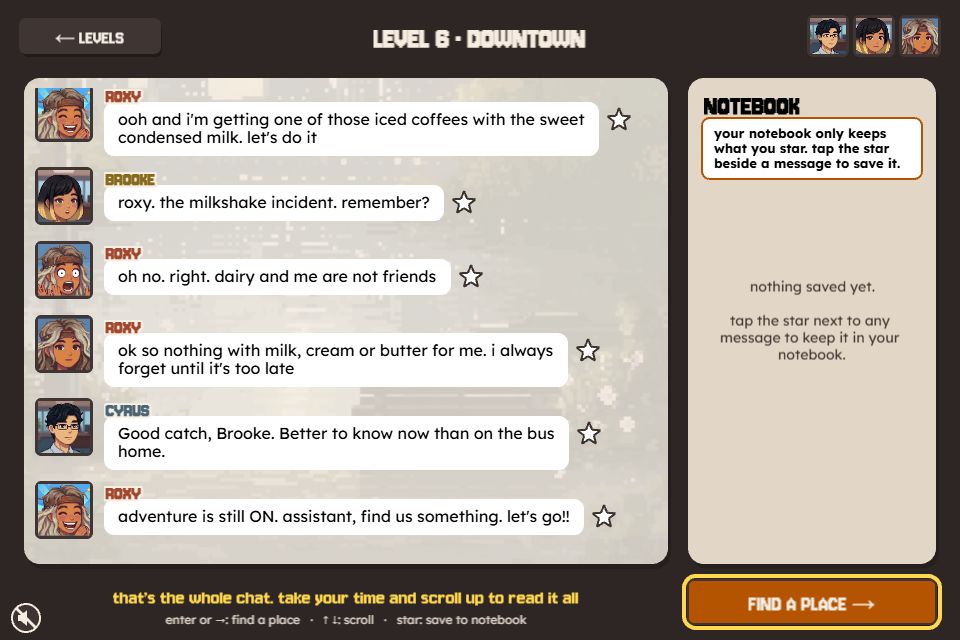 ← LEVELS
LEVEL 6 · DOWNTOWN
ROXY
ooh and i'm getting one of those iced coffees with the sweet
condensed milk. let's do it
BROOKE
roxy. the milkshake incident. remember?
ROXY
oh no. right. dairy and me are not friends
ROXY
ok so nothing with milk, cream or butter for me. i always
forget until it's too late
CYRUS
Good catch, Brooke. Better to know now than on the bus
home.
ROXY
adventure is still ON. assistant, find us something. let's go!!
NOTEBOOK
your notebook only keeps
what you star. tap the star
beside a message to save it.
nothing saved yet.
tap the star next to any
message to keep it in your
notebook.
that's the whole chat. take your time and scroll up to read it all
enter or →: find a place · ↑ ↓: scroll · star: save to notebook
FIND A PLACE →